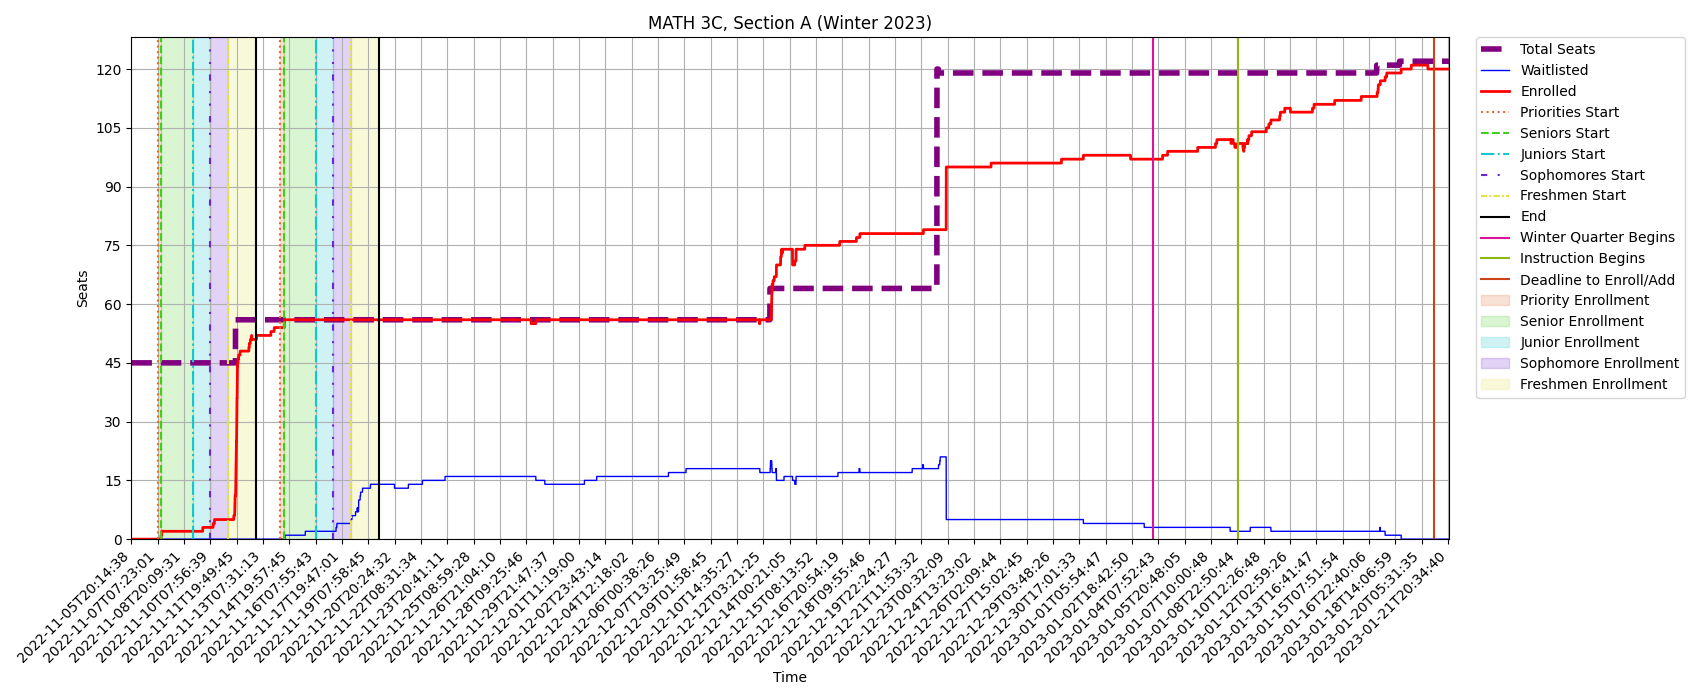 MATH 3C, Section A (Winter 2023)
Seats
120
105
90
75
60
45
30
15
0
2022-11-05T20:14:38
2022-11-07T07:23:01
2022-11-08T20:09:31
2022-11-10T07:56:39
2022-11-11T19:49:45
2022-11-13T07:31:13
2022-11-14T19:57:45
2022-11-16T07:55:43
2022-11-17T19:47:01
2022-11-19T07:58:45
2022-11-20T20:24:32
2022-11-22T08:31:34
2022-11-23T20:41:11
2022-11-25T08:59:28
2022-11-26T21:04:10
2022-11-28T09:25:46
2022-11-29T21:47:37
2022-12-01T11:19:00
2022-12-02T23:43:14
2022-12-04T12:18:02
2022-12-06T00:38:26
2022-12-07T13:25:49
2022-12-09T01:58:45
2022-12-10T14:35:27
2022-12-12T03:21:25
2022-12-14T00:21:05
2022-12-15T08:13:52
2022-12-16T20:54:19
2022-12-18T09:55:46
2022-12-19T22:24:27
2022-12-21T11:53:32
2022-12-23T00:32:09
2022-12-24T13:23:02
2022-12-26T02:09:44
2022-12-27T15:02:45
2022-12-29T03:48:26
2022-12-30T17:01:33
2023-01-01T05:54:47
2023-01-02T18:42:50
2023-01-04T07:52:43
2023-01-05T20:48:05
2023-01-07T10:00:48
2023-01-08T22:50:44
2023-01-10T12:26:48
2023-01-12T02:59:26
2023-01-13T16:41:47
2023-01-15T07:51:54
2023-01-16T22:40:06
2023-01-18T14:06:59
2023-01-20T05:31:35
2023-01-21T20:34:40
Time
Total Seats
Waitlisted
Enrolled
Priorities Start
Seniors Start
Juniors Start
Sophomores Start
Freshmen Start
End
Winter Quarter Begins
Instruction Begins
Deadline to Enroll/Add
Priority Enrollment
Senior Enrollment
Junior Enrollment
Sophomore Enrollment
Freshmen Enrollment